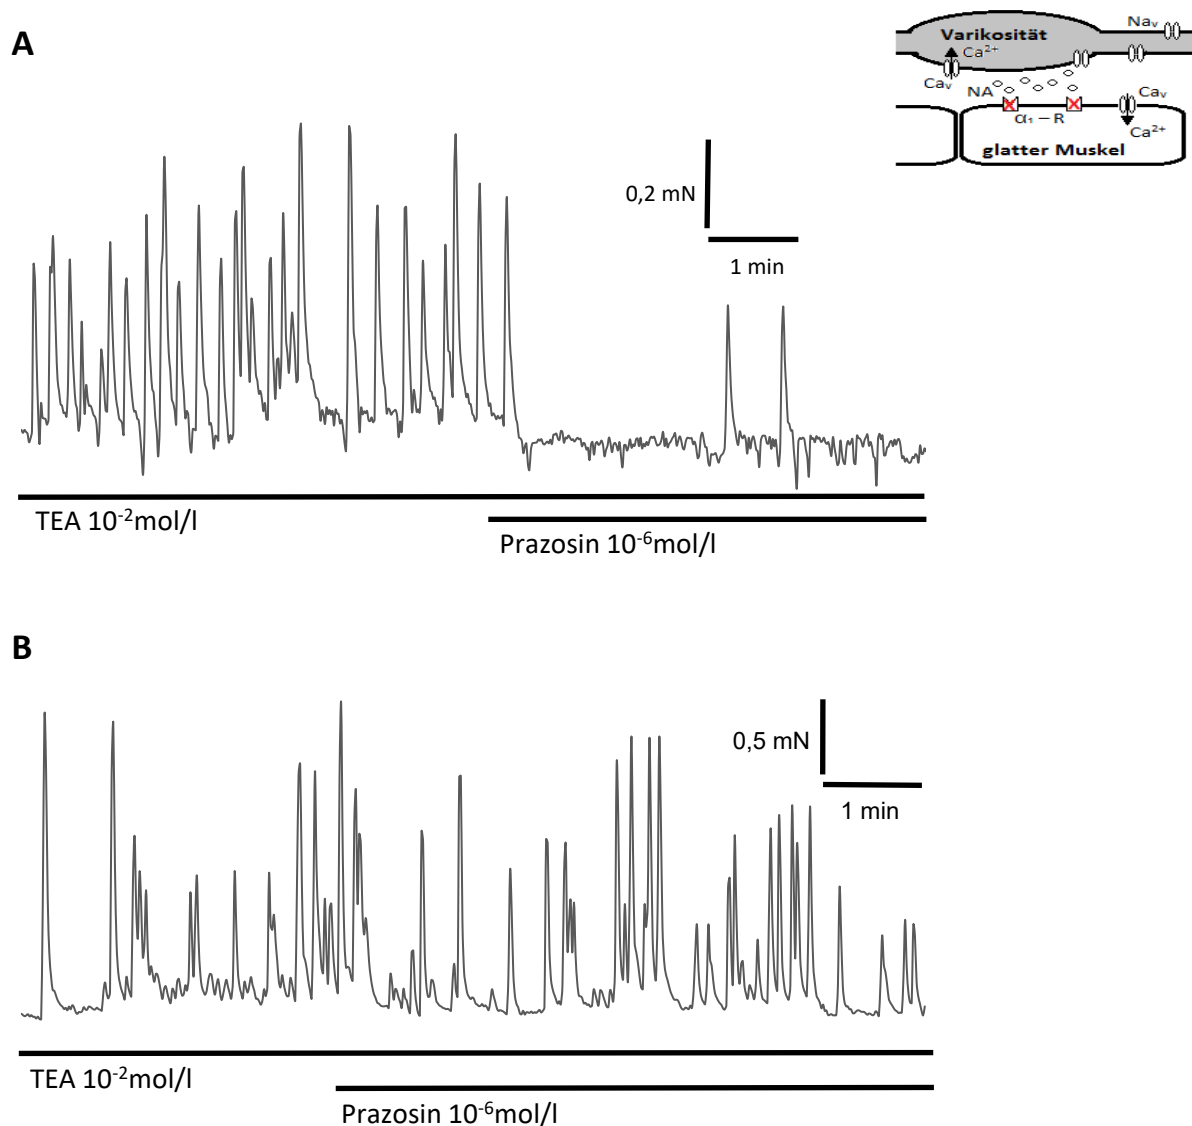 A
Varikosität
Naᵥ
Ca²⁺
Caᵥ
NA
Caᵥ
α₁ – R
Ca²⁺
glatter Muskel
0,2 mN
1 min
TEA 10⁻²mol/l
Prazosin 10⁻⁶mol/l
B
0,5 mN
1 min
TEA 10⁻²mol/l
Prazosin 10⁻⁶mol/l